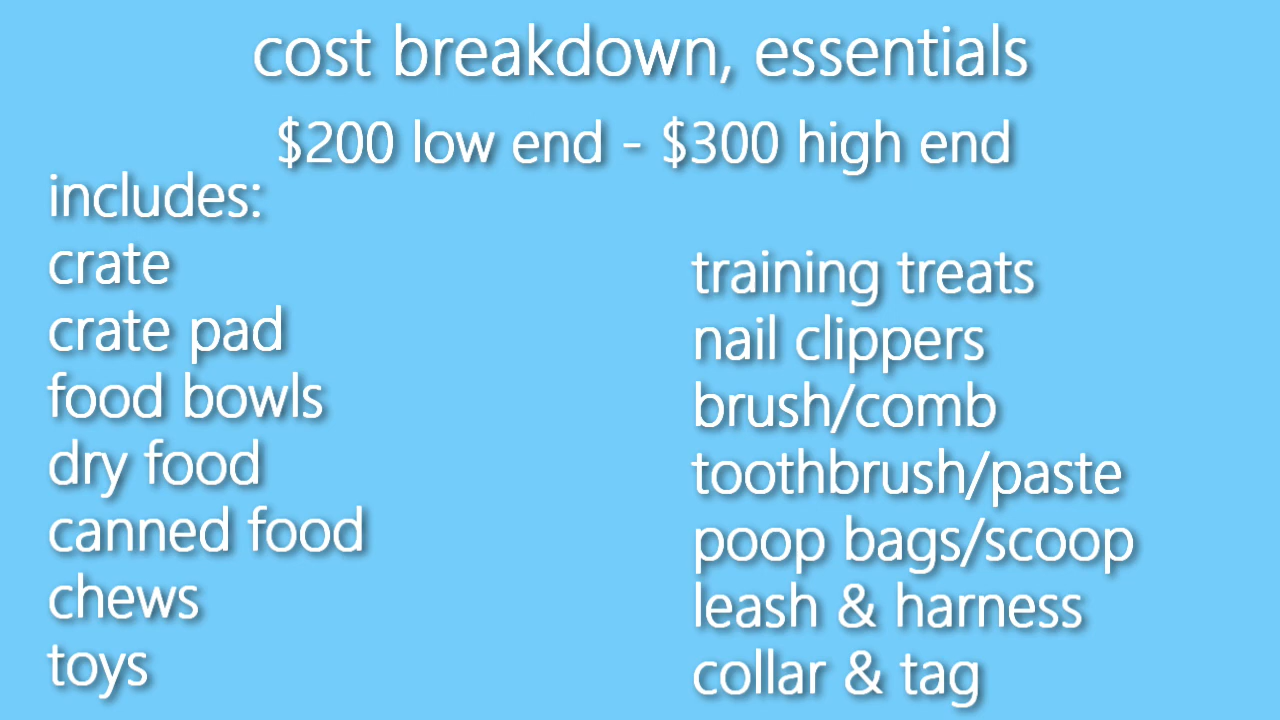 cost breakdown, essentials
$200 low end - $300 high end
includes:
crate
crate pad
food bowls
dry food
canned food
chews
toys
training treats
nail clippers
brush/comb
toothbrush/paste
poop bags/scoop
leash & harness
collar & tag